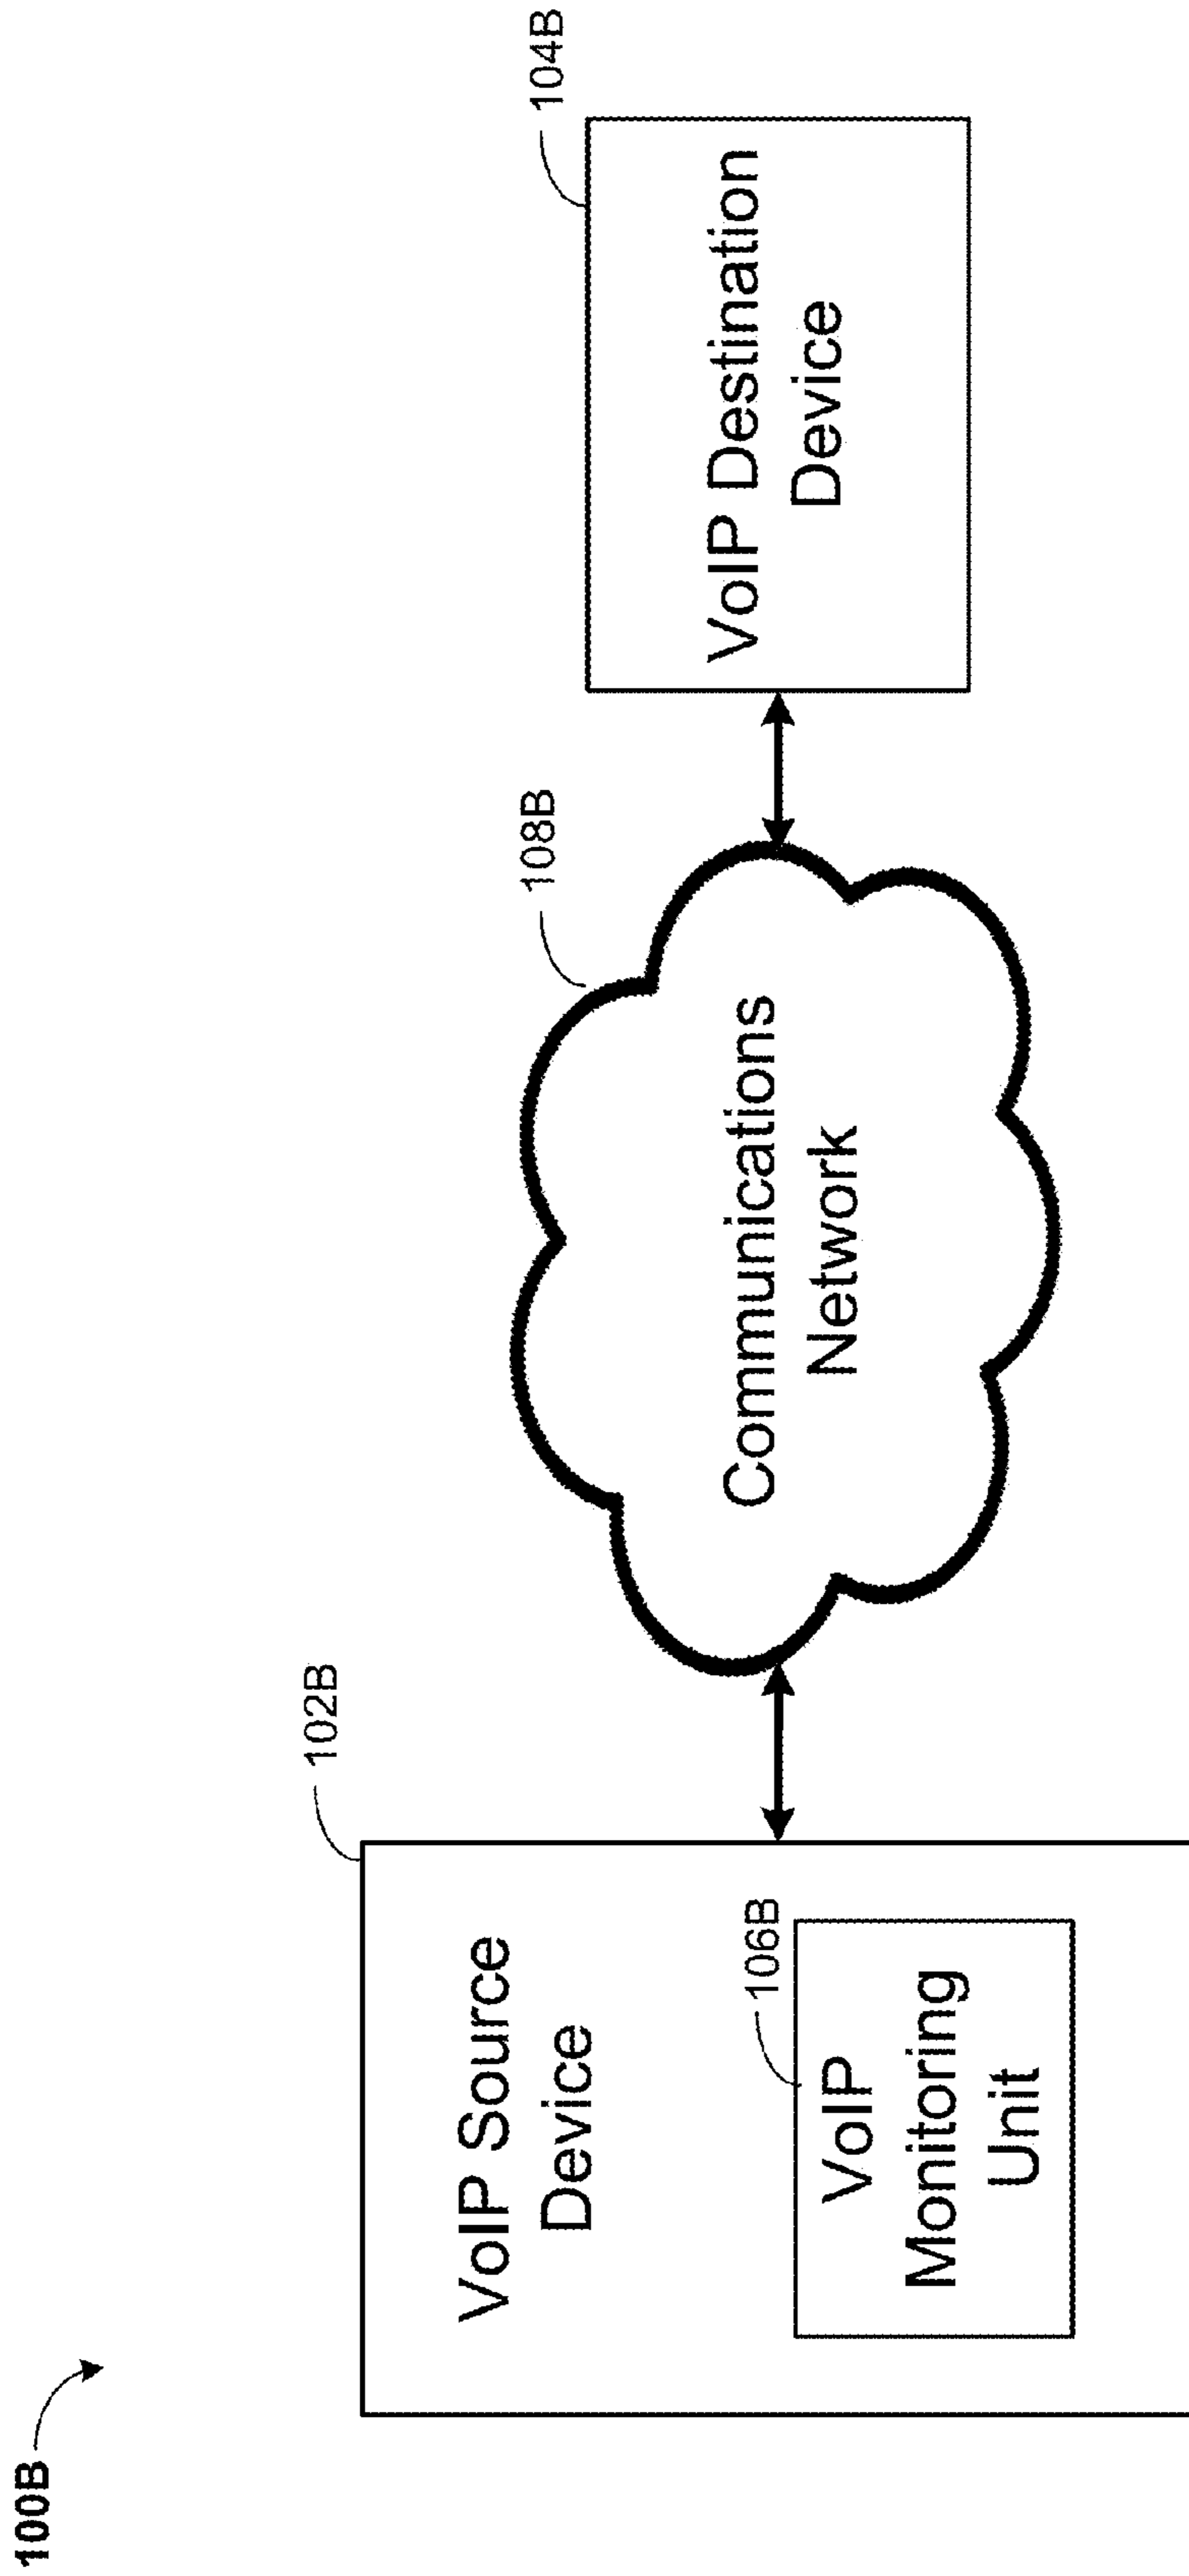 100B
102B
VoIP Source
Device
106B
VoIP
Monitoring
Unit
108B
Communications
Network
104B
VoIP Destination
Device